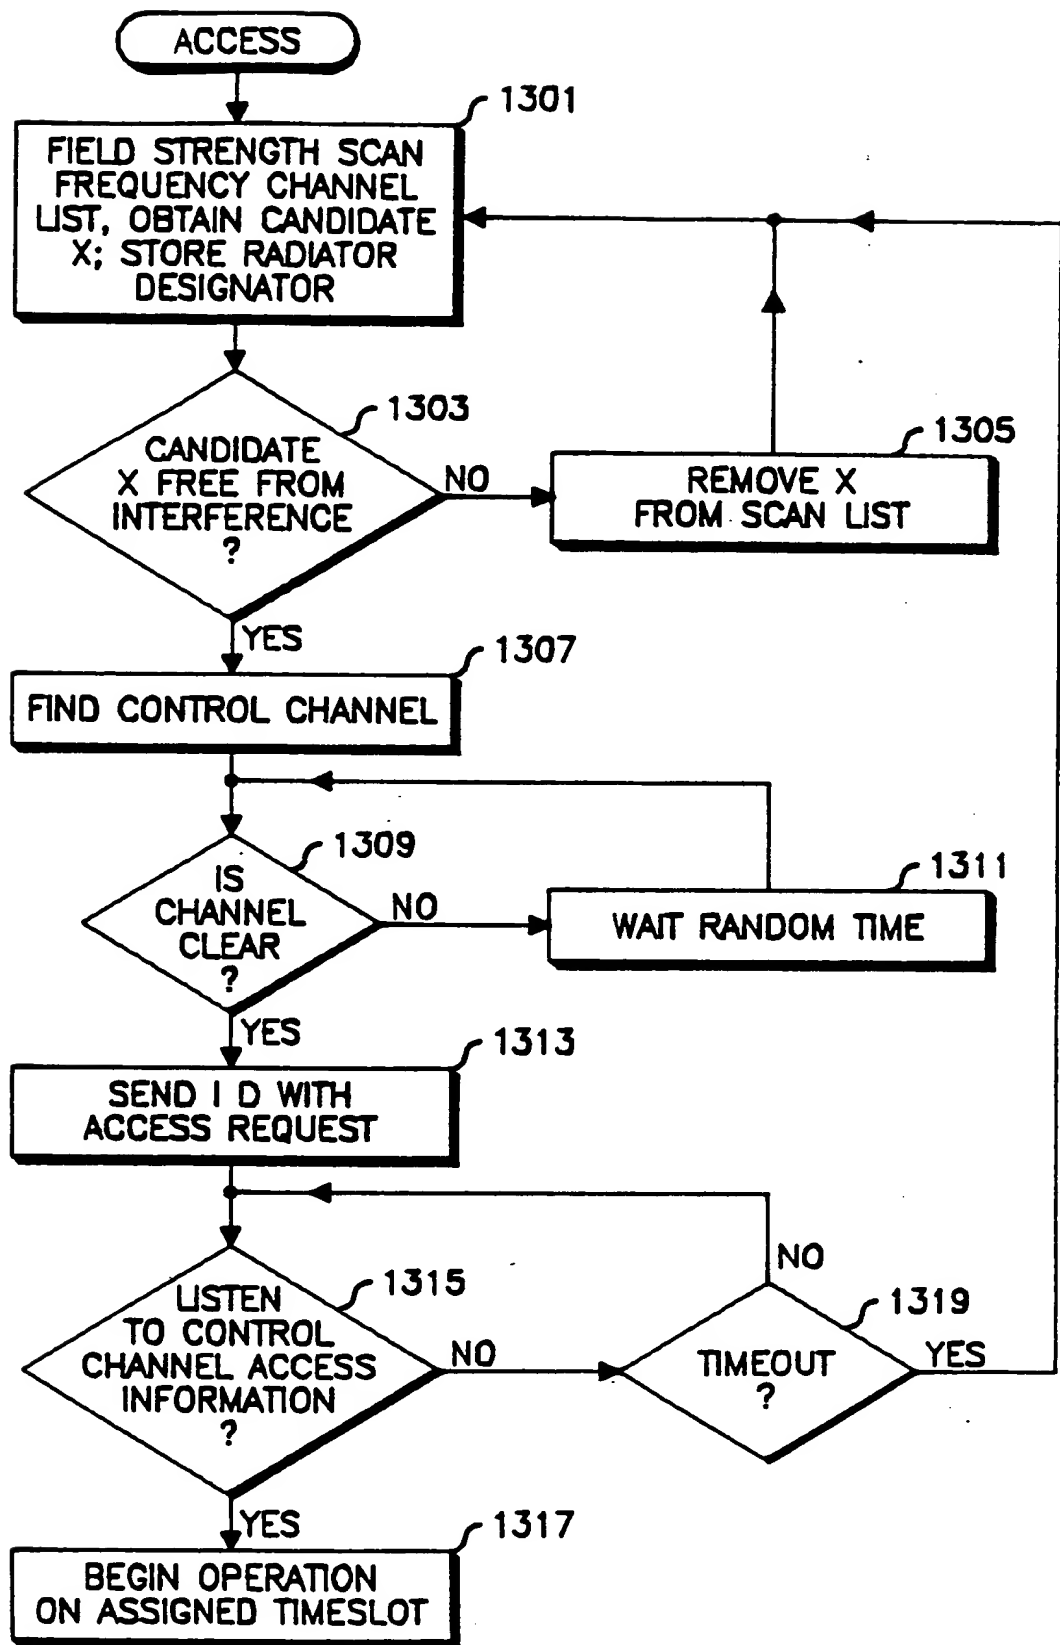 ACCESS
1301
FIELD STRENGTH SCAN
FREQUENCY CHANNEL
LIST, OBTAIN CANDIDATE
X; STORE RADIATOR
DESIGNATOR
1303
CANDIDATE
X FREE FROM
INTERFERENCE
?
NO
1305
REMOVE X
FROM SCAN LIST
YES
1307
FIND CONTROL CHANNEL
1309
IS
CHANNEL
CLEAR
?
NO
1311
WAIT RANDOM TIME
YES
1313
SEND I D WITH
ACCESS REQUEST
1315
LISTEN
TO CONTROL
CHANNEL ACCESS
INFORMATION
?
NO
NO
1319
TIMEOUT
?
YES
YES
1317
BEGIN OPERATION
ON ASSIGNED TIMESLOT